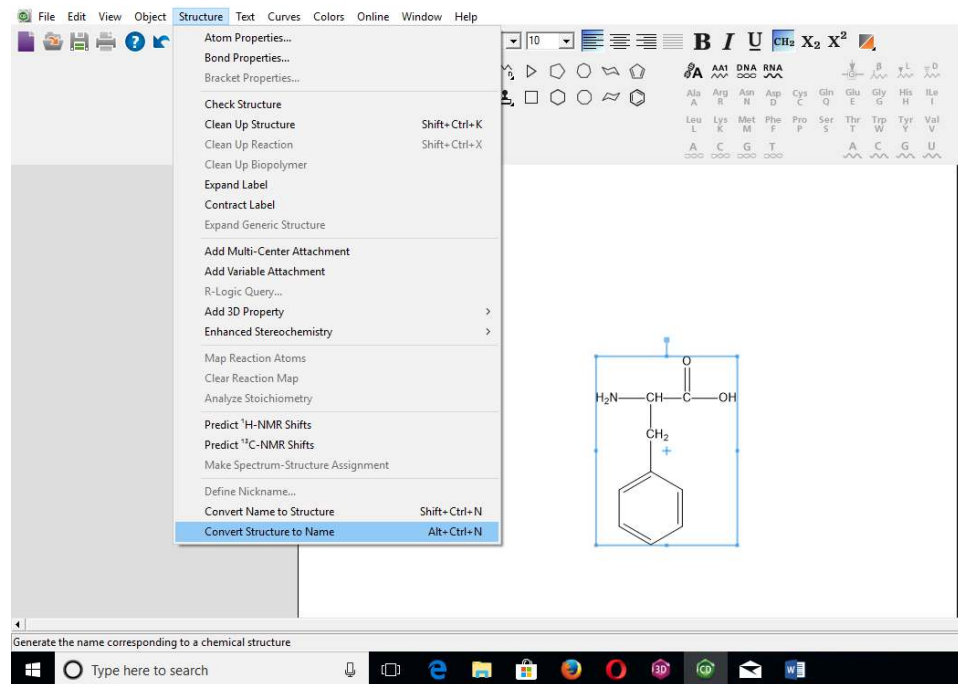 File Edit View Object Structure Text Curves Colors Online Window Help
10 B I U CH₂ X₂ X²
A AA1 DNA RNA
Ala Arg Asn Asp Cys Gln Glu Gly His ILe
A R N D C Q E G H I
Leu Lys Met Phe Pro Ser Thr Trp Tyr Val
L K M F P S T W Y V
A C G T A C G U
Atom Properties...
Bond Properties...
Bracket Properties...
Check Structure
Clean Up Structure Shift+Ctrl+K
Clean Up Reaction Shift+Ctrl+X
Clean Up Biopolymer
Expand Label
Contract Label
Expand Generic Structure
Add Multi-Center Attachment
Add Variable Attachment
R-Logic Query...
Add 3D Property
Enhanced Stereochemistry
Map Reaction Atoms
Clear Reaction Map
Analyze Stoichiometry
Predict ¹H-NMR Shifts
Predict ¹³C-NMR Shifts
Make Spectrum-Structure Assignment
Define Nickname...
Convert Name to Structure Shift+Ctrl+N
Convert Structure to Name Alt+Ctrl+N
O
H₂N CH C OH
CH₂
Generate the name corresponding to a chemical structure
Type here to search